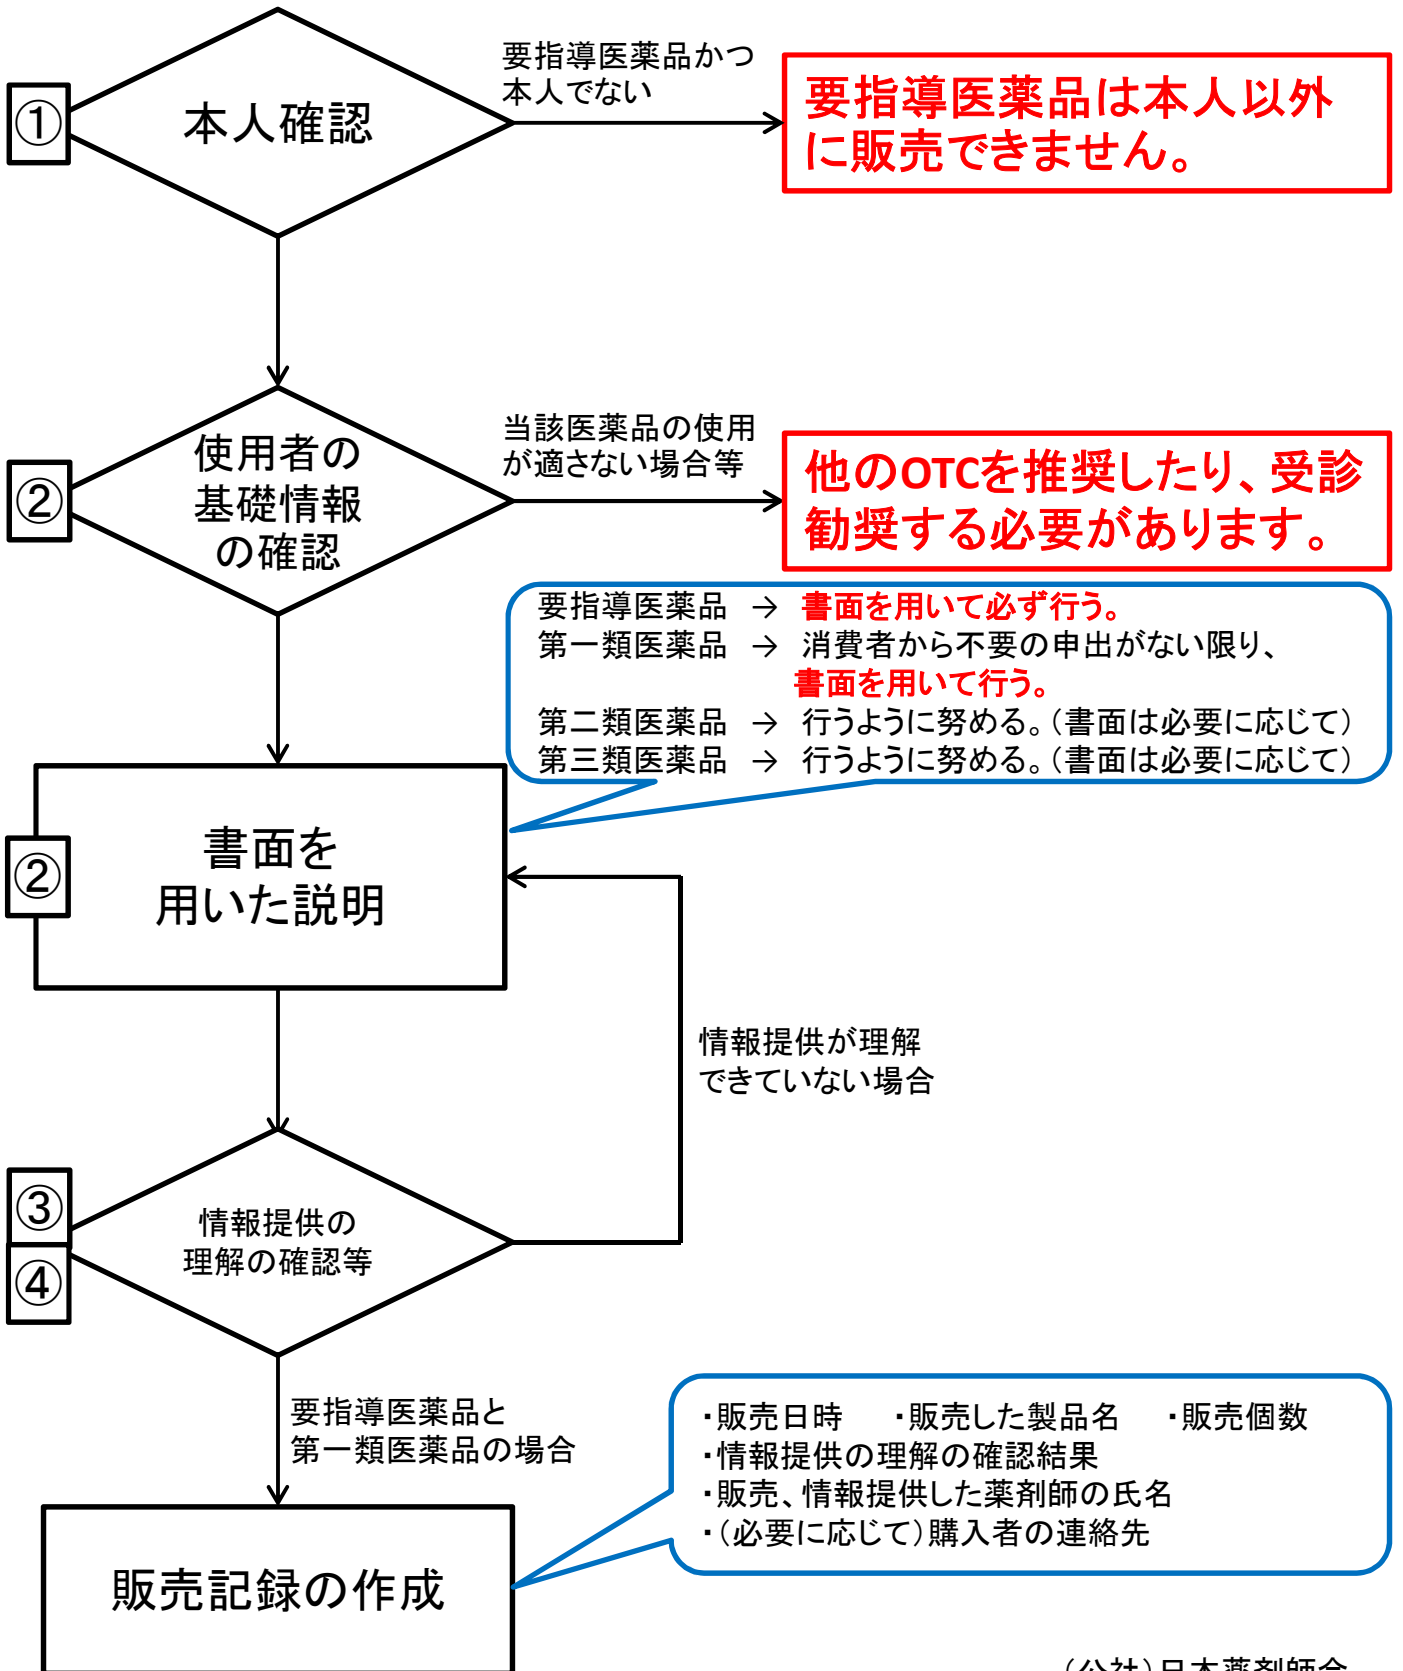 ①
本人確認
要指導医薬品かつ
本人でない
要指導医薬品は本人以外
に販売できません。
②
使用者の
基礎情報
の確認
当該医薬品の使用
が適さない場合等
他のOTCを推奨したり、受診
勧奨する必要があります。
要指導医薬品 → 書面を用いて必ず行う。
第一類医薬品 → 消費者から不要の申出がない限り、
書面を用いて行う。
第二類医薬品 → 行うように努める。（書面は必要に応じて）
第三類医薬品 → 行うように努める。（書面は必要に応じて）
②
書面を
用いた説明
情報提供が理解
できていない場合
③
④
情報提供の
理解の確認等
要指導医薬品と
第一類医薬品の場合
・販売日時 ・販売した製品名 ・販売個数
・情報提供の理解の確認結果
・販売、情報提供した薬剤師の氏名
・（必要に応じて）購入者の連絡先
販売記録の作成
（公社）日本薬剤師会